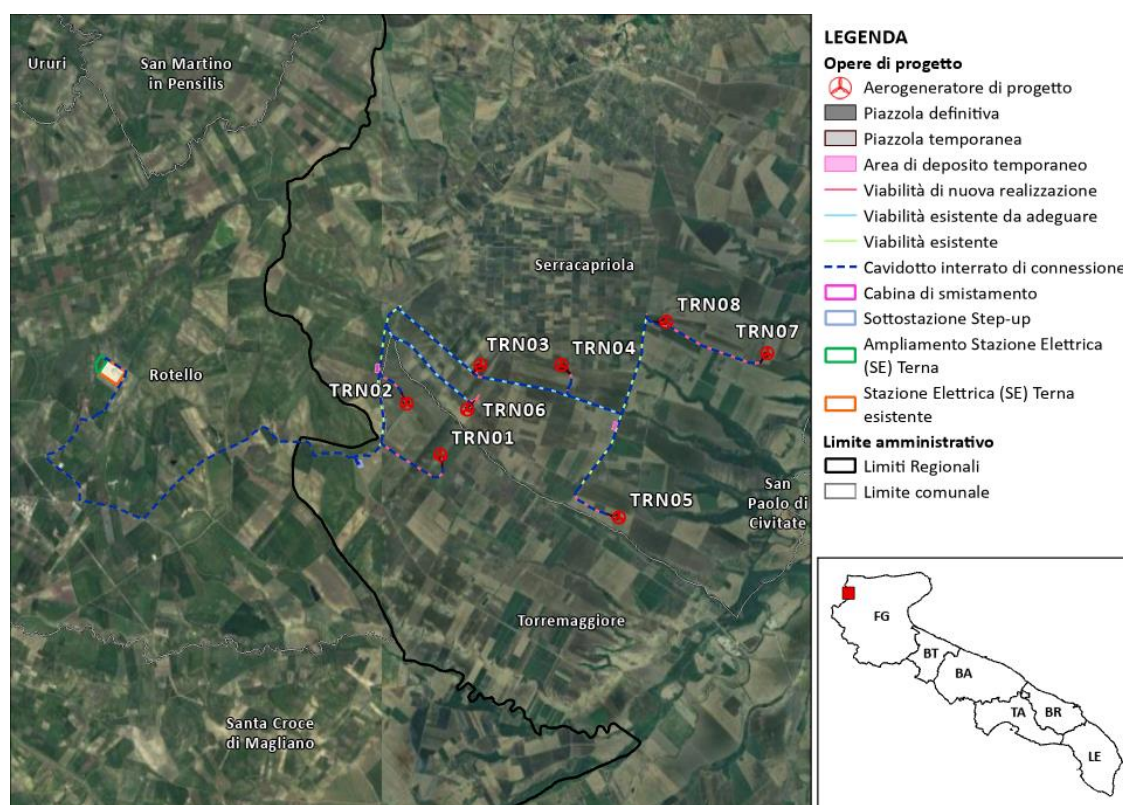 Ururi
San Martino
in Pensilis
Serracapriola
TRN08
TRN07
TRN03
TRN04
Rotello
TRN02
TRN06
TRN01
San
Paolo di
Civitate
TRN05
Torremaggiore
Santa Croce
di Magliano
LEGENDA
Opere di progetto
Aerogeneratore di progetto
Piazzola definitiva
Piazzola temporanea
Area di deposito temporaneo
Viabilità di nuova realizzazione
Viabilità esistente da adeguare
Viabilità esistente
Cavidotto interrato di connessione
Cabina di smistamento
Sottostazione Step-up
Ampliamento Stazione Elettrica
(SE) Terna
Stazione Elettrica (SE) Terna
esistente
Limite amministrativo
Limiti Regionali
Limite comunale
FG
BT
BA
TA
BR
LE